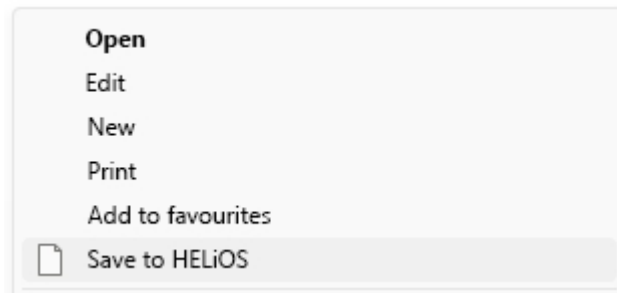 Open
Edit
New
Print
Add to favourites
Save to HELiOS